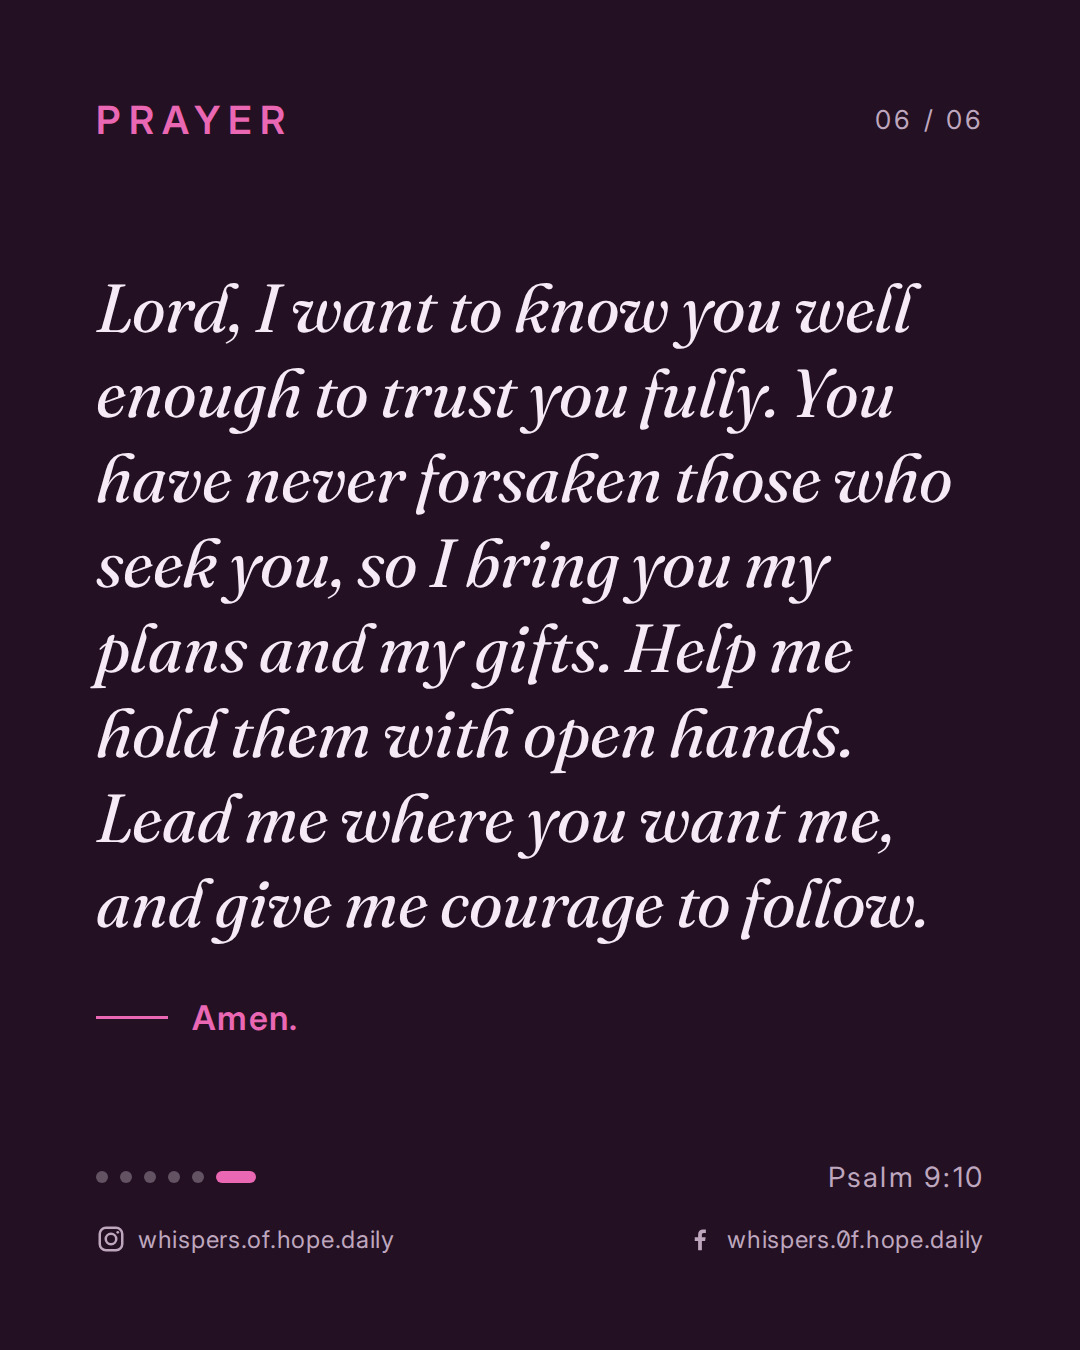 PRAYER
06 / 06
Lord, I want to know you well
enough to trust you fully. You
have never forsaken those who
seek you, so I bring you my
plans and my gifts. Help me
hold them with open hands.
Lead me where you want me,
and give me courage to follow.
Amen.
Psalm 9:10
whispers.of.hope.daily
whispers.0f.hope.daily